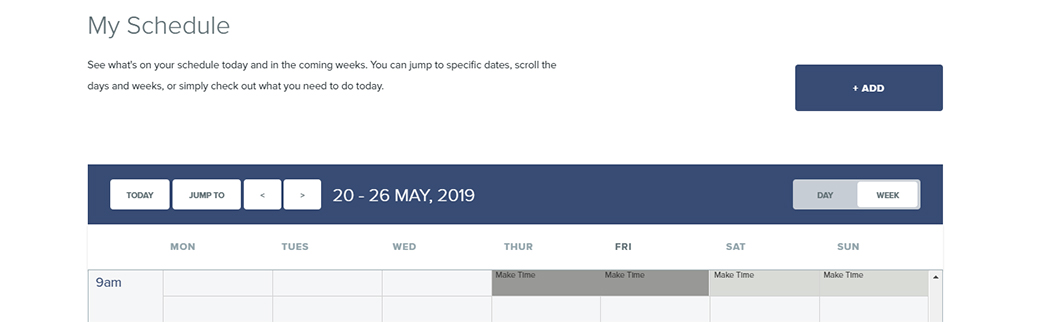 My Schedule
See what's on your schedule today and in the coming weeks. You can jump to specific dates, scroll the
days and weeks, or simply check out what you need to do today.
+ ADD
TODAY JUMP TO < > 20 - 26 MAY, 2019 DAY WEEK
MON TUES WED THUR FRI SAT SUN
9am Make Time Make Time Make Time Make Time